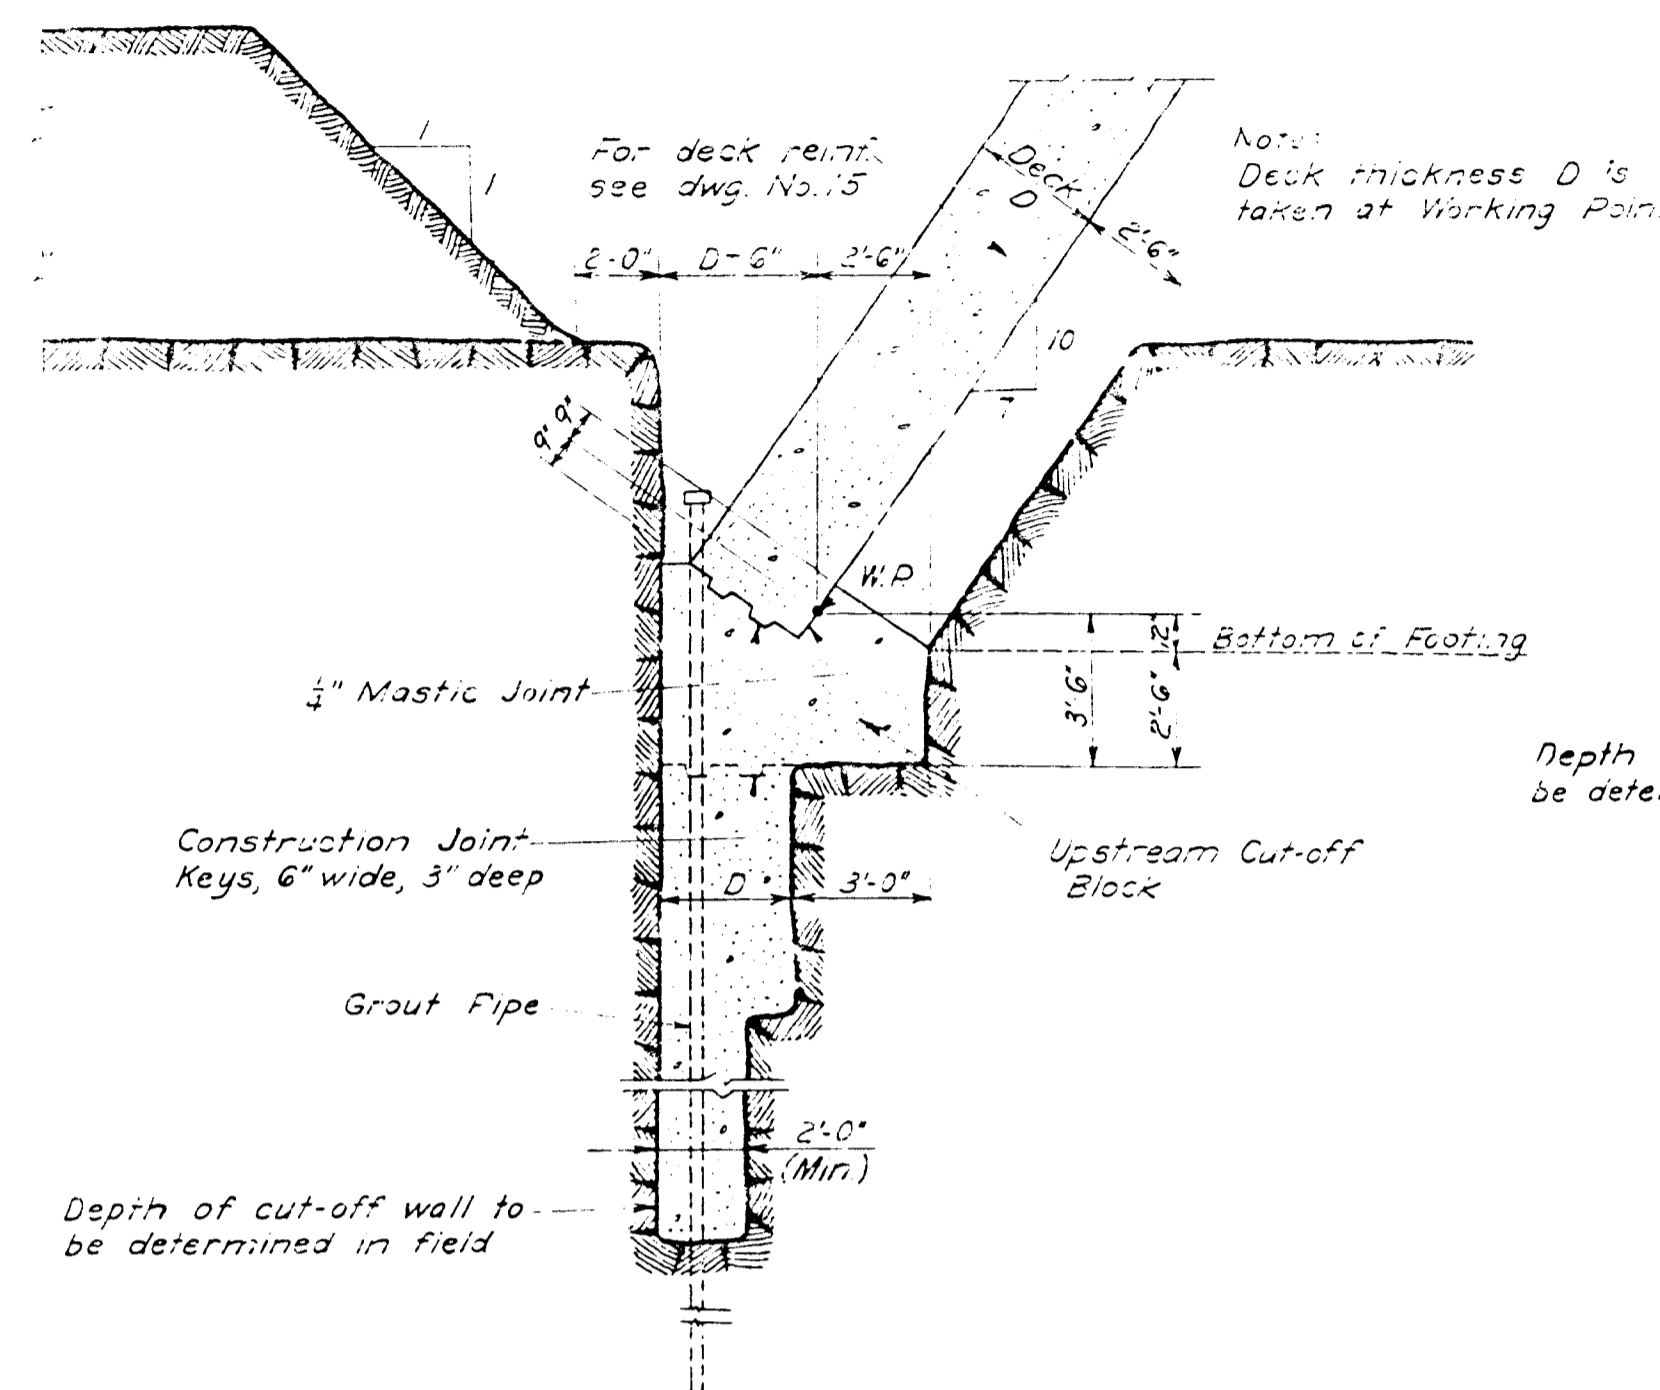 For deck reinf.
see dwg. No. 15
Note:
Deck thickness D is
taken at Working Poin
Deck
D
2'-6"
2'-0"
D-6"
2'-6"
1
1
10
7
9" 9"
W.P.
12"
Bottom of Footing
3'-6"
2'-6"
1/4" Mastic Joint
Depth
be dete
Construction Joint
Keys, 6" wide, 3" deep
Upstream Cut-off
Block
D
3'-0"
Grout Pipe
2'-0"
(Min.)
Depth of cut-off wall to
be determined in field